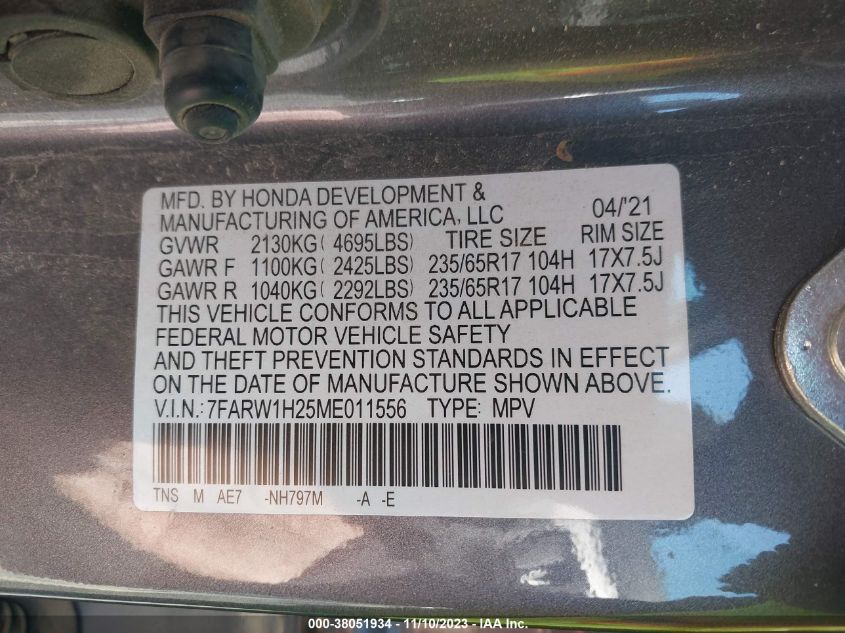 MFD. BY HONDA DEVELOPMENT &
MANUFACTURING OF AMERICA, LLC 04/'21
GVWR 2130KG( 4695LBS) TIRE SIZE RIM SIZE
GAWR F 1100KG( 2425LBS) 235/65R17 104H 17X7.5J
GAWR R 1040KG( 2292LBS) 235/65R17 104H 17X7.5J
THIS VEHICLE CONFORMS TO ALL APPLICABLE
FEDERAL MOTOR VEHICLE SAFETY
AND THEFT PREVENTION STANDARDS IN EFFECT
ON THE DATE OF MANUFACTURE SHOWN ABOVE.
V.I.N.: 7FARW1H25ME011556 TYPE: MPV
TNS M AE7 -NH797M -A -E
000-38051934 - 11/10/2023 - IAA Inc.